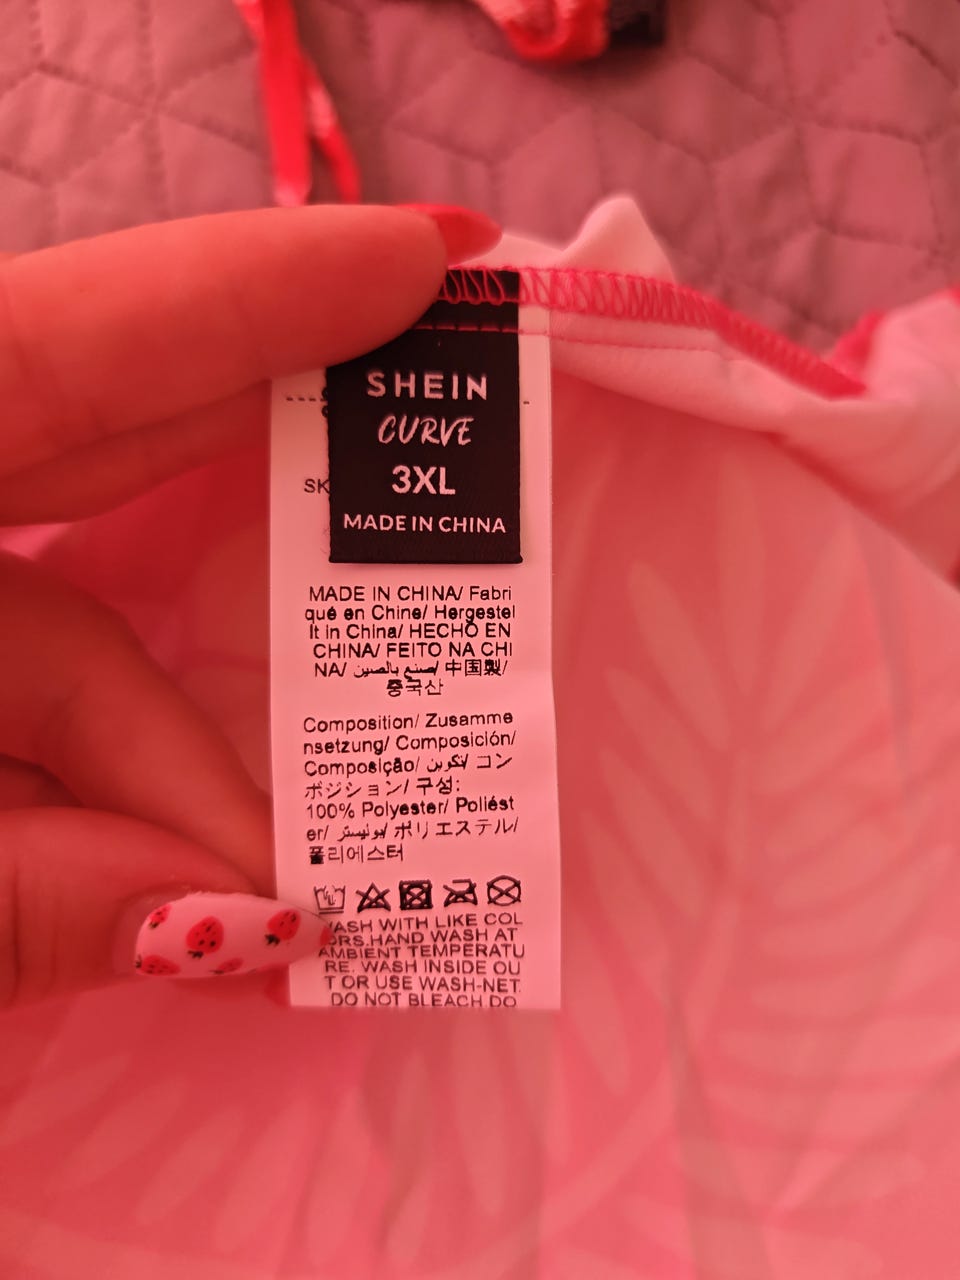 SHEIN
CURVE
3XL
MADE IN CHINA
SK
MADE IN CHINA/ Fabri
qué en Chine/ Hergestel
lt in China/ HECHO EN
CHINA/ FEITO NA CHI
NA/ صنع بالصين/ 中国製/
중국산
Composition/ Zusamme
nsetzung/ Composición/
Composição/ تكوين/ コン
ポジション/ 구성:
100% Polyester/ Poliést
er/ بوليستر/ ポリエステル/
폴리에스터
WASH WITH LIKE COL
ORS.HAND WASH AT
AMBIENT TEMPERATU
RE. WASH INSIDE OU
T OR USE WASH-NET.
DO NOT BLEACH DO